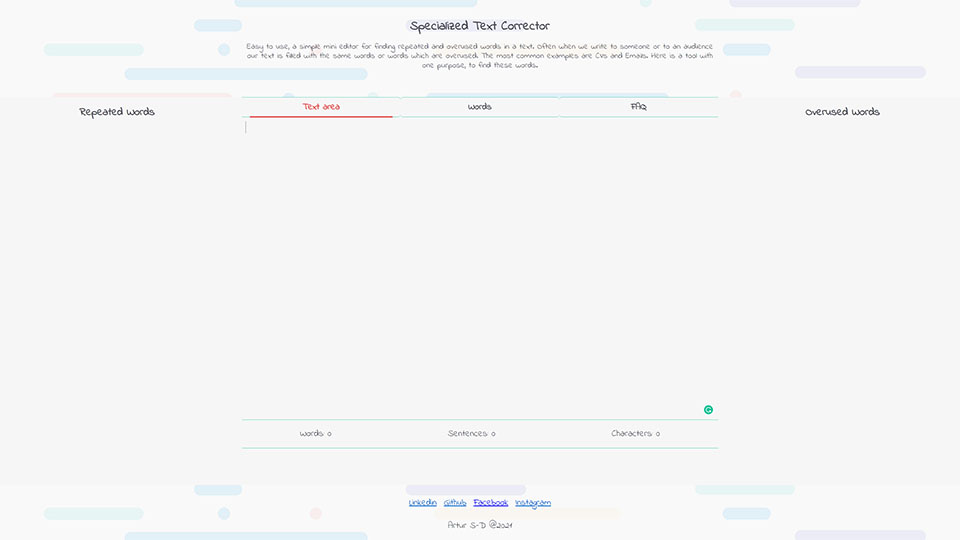 Specialized Text Corrector
Easy to use, a simple mini editor for finding repeated and overused words in a text. Often when we write to someone or to an audience
our text is filled with the same words or words which are overused. The most common examples are CVs and Emails. Here is a tool with
one purpose, to find these words.
Repeated Words
Text area
Words
FAQ
Overused Words
Words: 0
Sentences: 0
Characters: 0
Linkedin Github Facebook Instagram
Artur S-D @2021